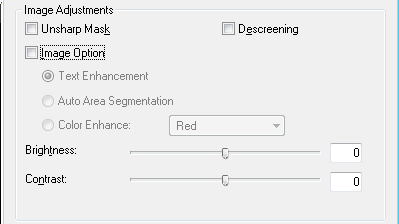 Image Adjustments
Unsharp Mask Descreening
Image Option
Text Enhancement
Auto Area Segmentation
Color Enhance: Red
Brightness: 0
Contrast: 0